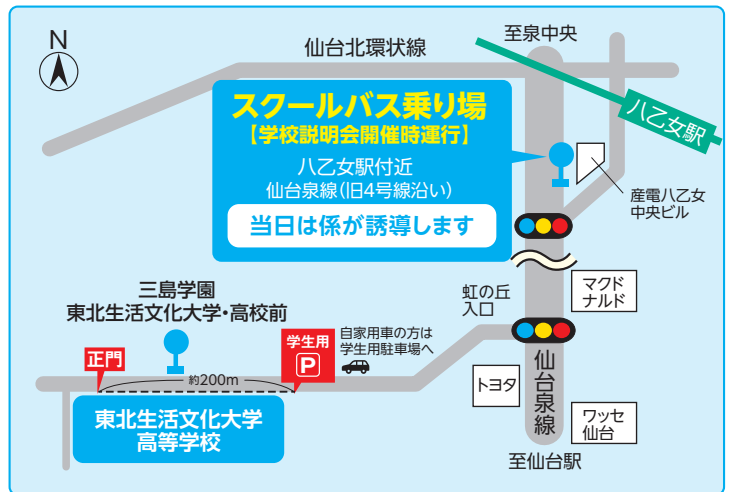 N
仙台北環状線
至泉中央
八乙女駅
スクールバス乗り場
【学校説明会開催時運行】
八乙女駅付近
仙台泉線(旧4号線沿い)
当日は係が誘導します
産電八乙女
中央ビル
マクド
ナルド
虹の丘
入口
三島学園
東北生活文化大学・高校前
正門
約200m
学生用
P
自家用車の方は
学生用駐車場へ
東北生活文化大学
高等学校
トヨタ
仙台泉線
ワッセ
仙台
至仙台駅